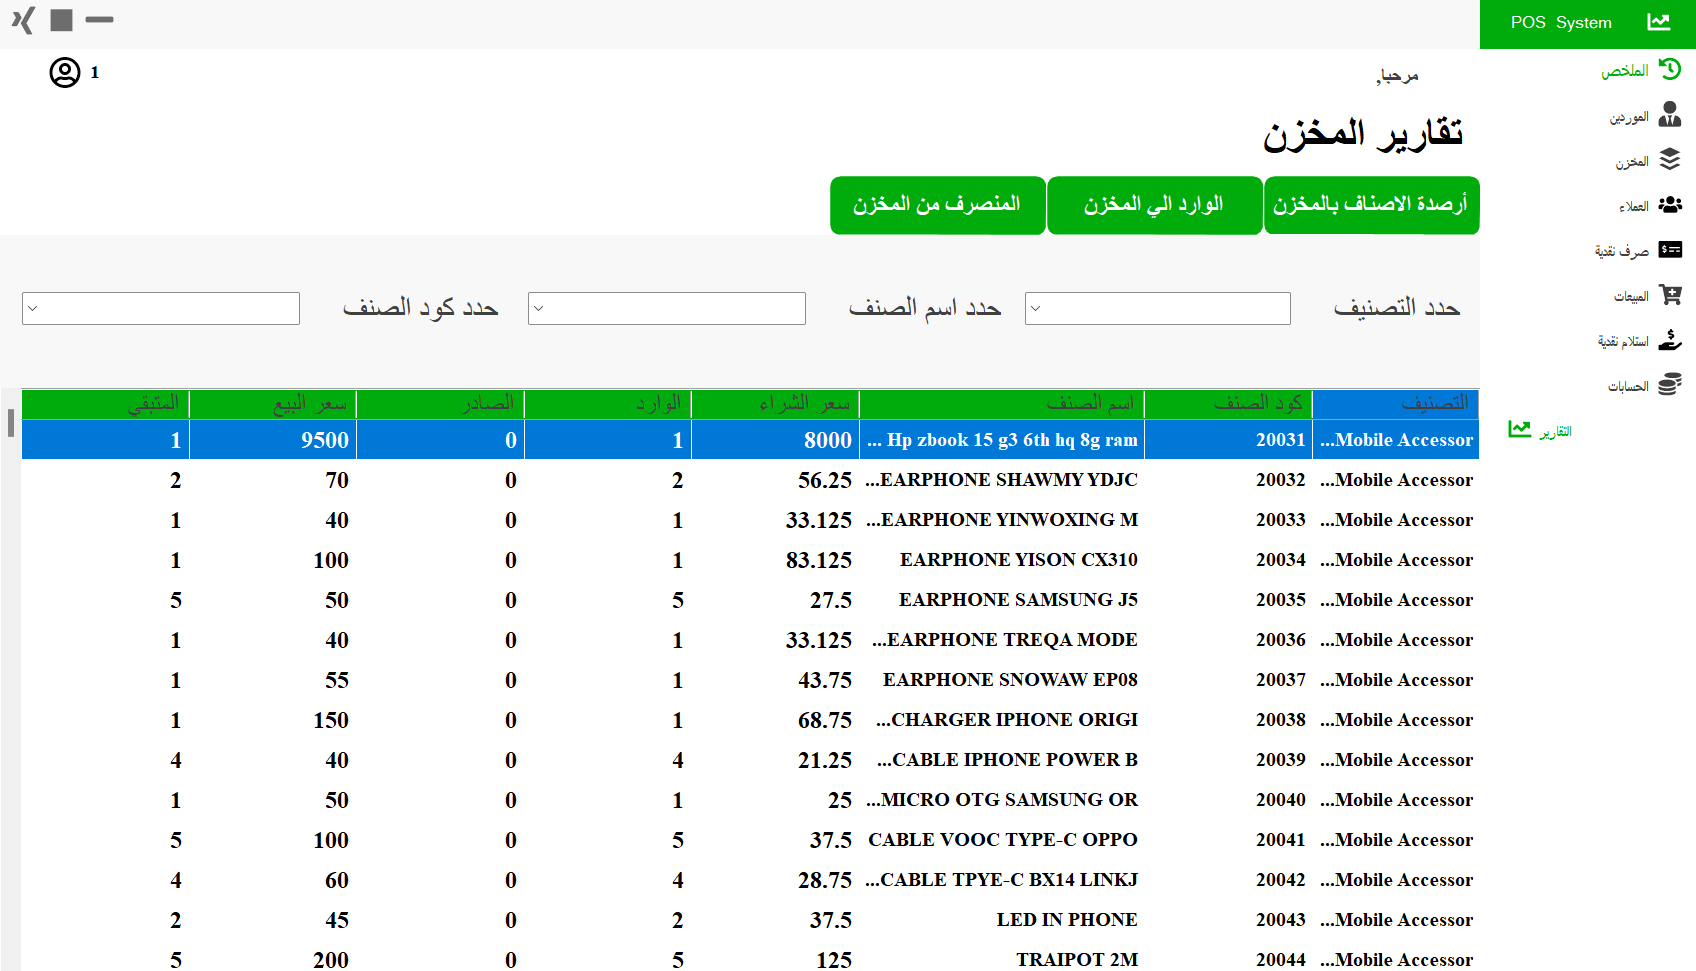 POS System
الملخص
الموردين
المخزن
العملاء
صرف نقدية
المبيعات
استلام نقدية
الحسابات
التقارير
1
مرحبا,
تقارير المخزن
أرصدة الاصناف بالمخزن الوارد الي المخزن المنصرف من المخزن
حدد التصنيف حدد اسم الصنف حدد كود الصنف
التصنيف كود الصنف اسم الصنف سعر الشراء الوارد الصادر سعر البيع المتبقي
...Mobile Accessor 20031 ... Hp zbook 15 g3 6th hq 8g ram 8000 1 0 9500 1
...Mobile Accessor 20032 ...EARPHONE SHAWMY YDJC 56.25 2 0 70 2
...Mobile Accessor 20033 ...EARPHONE YINWOXING M 33.125 1 0 40 1
...Mobile Accessor 20034 EARPHONE YISON CX310 83.125 1 0 100 1
...Mobile Accessor 20035 EARPHONE SAMSUNG J5 27.5 5 0 50 5
...Mobile Accessor 20036 ...EARPHONE TREQA MODE 33.125 1 0 40 1
...Mobile Accessor 20037 EARPHONE SNOWAW EP08 43.75 1 0 55 1
...Mobile Accessor 20038 ...CHARGER IPHONE ORIGI 68.75 1 0 150 1
...Mobile Accessor 20039 ...CABLE IPHONE POWER B 21.25 4 0 40 4
...Mobile Accessor 20040 ...MICRO OTG SAMSUNG OR 25 1 0 50 1
...Mobile Accessor 20041 CABLE VOOC TYPE-C OPPO 37.5 5 0 100 5
...Mobile Accessor 20042 ...CABLE TPYE-C BX14 LINKJ 28.75 4 0 60 4
...Mobile Accessor 20043 LED IN PHONE 37.5 2 0 45 2
...Mobile Accessor 20044 TRAIPOT 2M 125 5 0 200 5